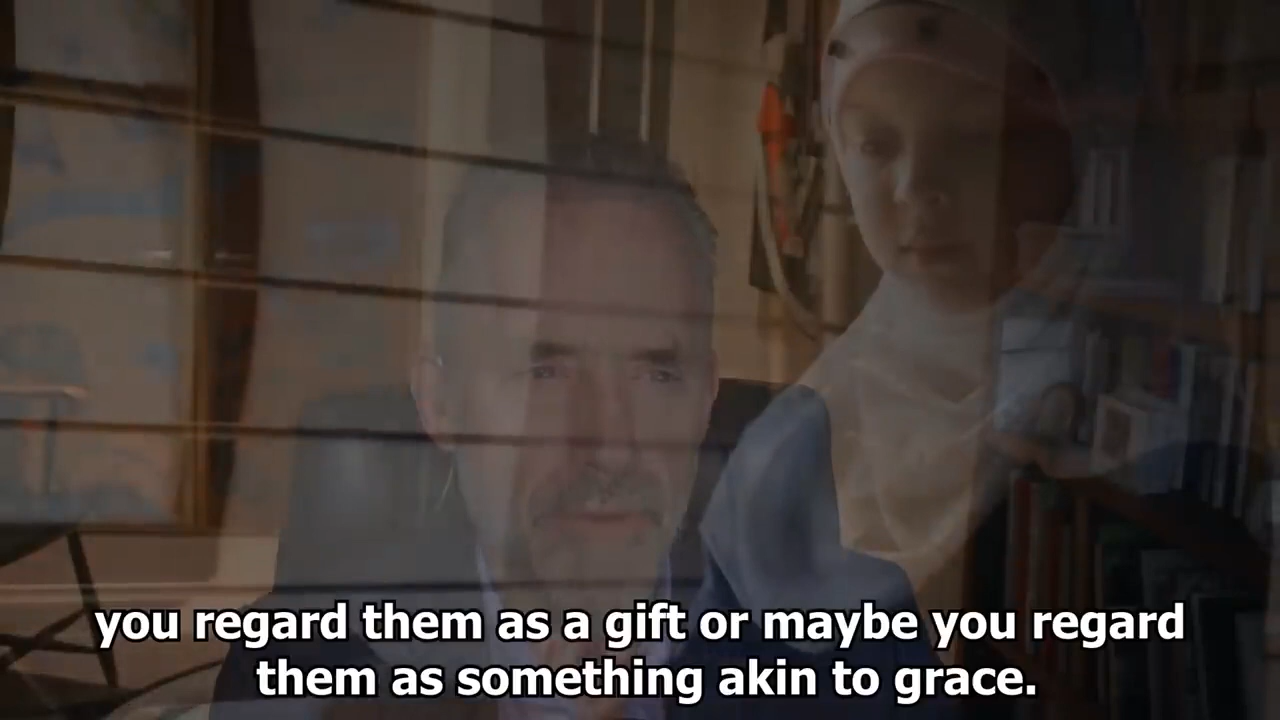 you regard them as a gift or maybe you regard
them as something akin to grace.